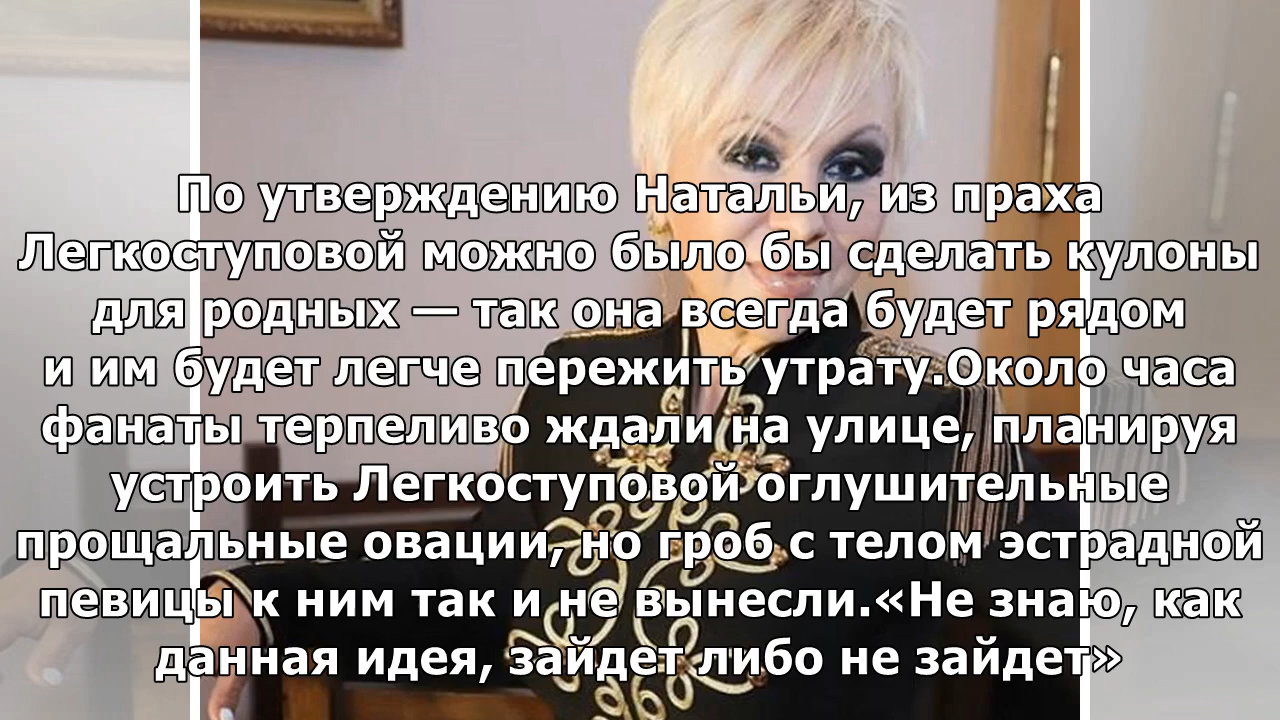 По утверждению Натальи, из праха
Легкоступовой можно было бы сделать кулоны
для родных — так она всегда будет рядом
и им будет легче пережить утрату.Около часа
фанаты терпеливо ждали на улице, планируя
устроить Легкоступовой оглушительные
прощальные овации, но гроб с телом эстрадной
певицы к ним так и не вынесли.«Не знаю, как
данная идея, зайдет либо не зайдет»